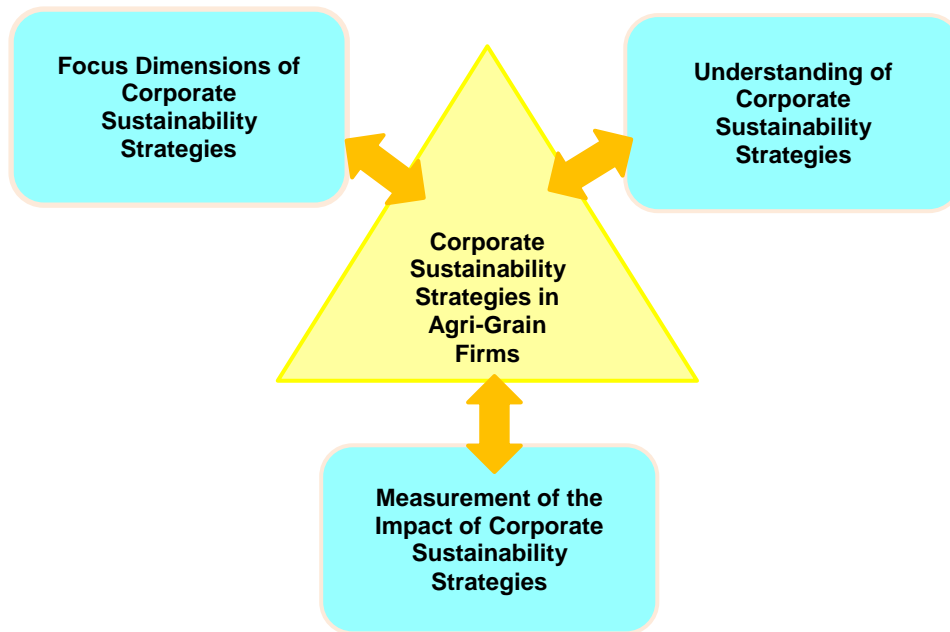 Focus Dimensions of
Corporate
Sustainability
Strategies
Understanding of
Corporate
Sustainability
Strategies
Corporate
Sustainability
Strategies in
Agri-Grain
Firms
Measurement of the
Impact of Corporate
Sustainability
Strategies